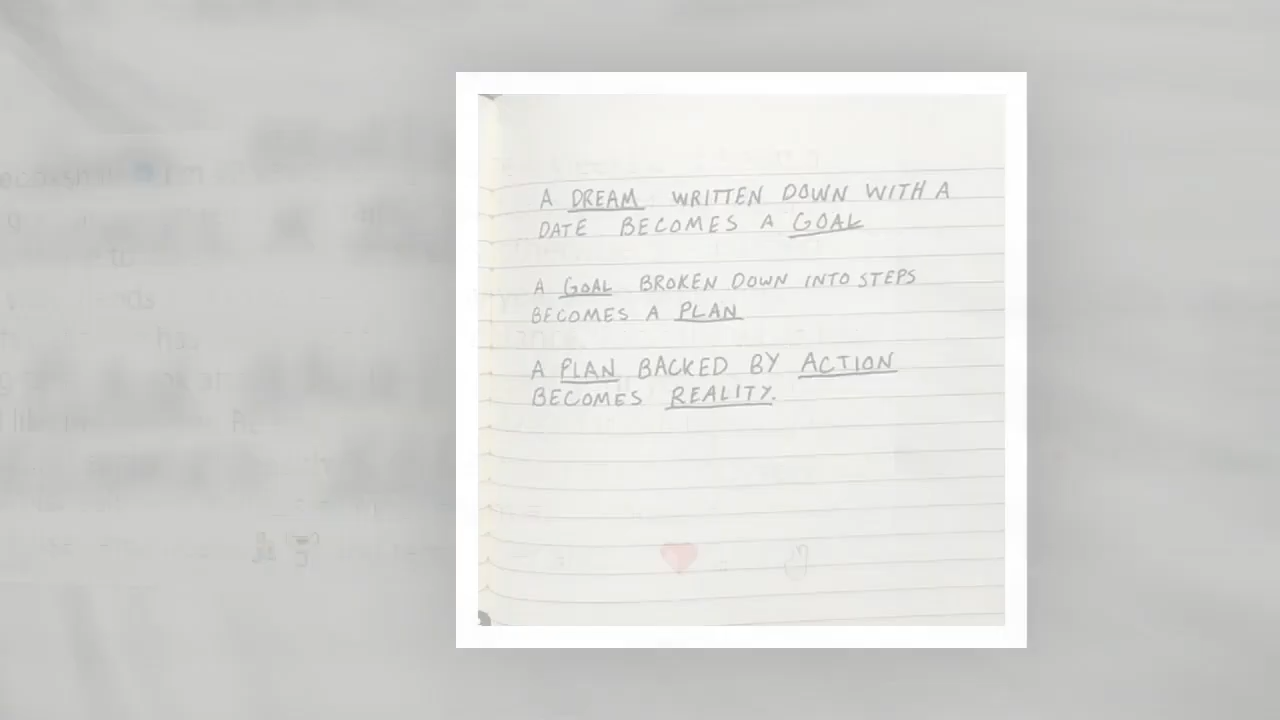 A DREAM WRITTEN DOWN WITH A
DATE BECOMES A GOAL
A GOAL BROKEN DOWN INTO STEPS
BECOMES A PLAN
A PLAN BACKED BY ACTION
BECOMES REALITY.